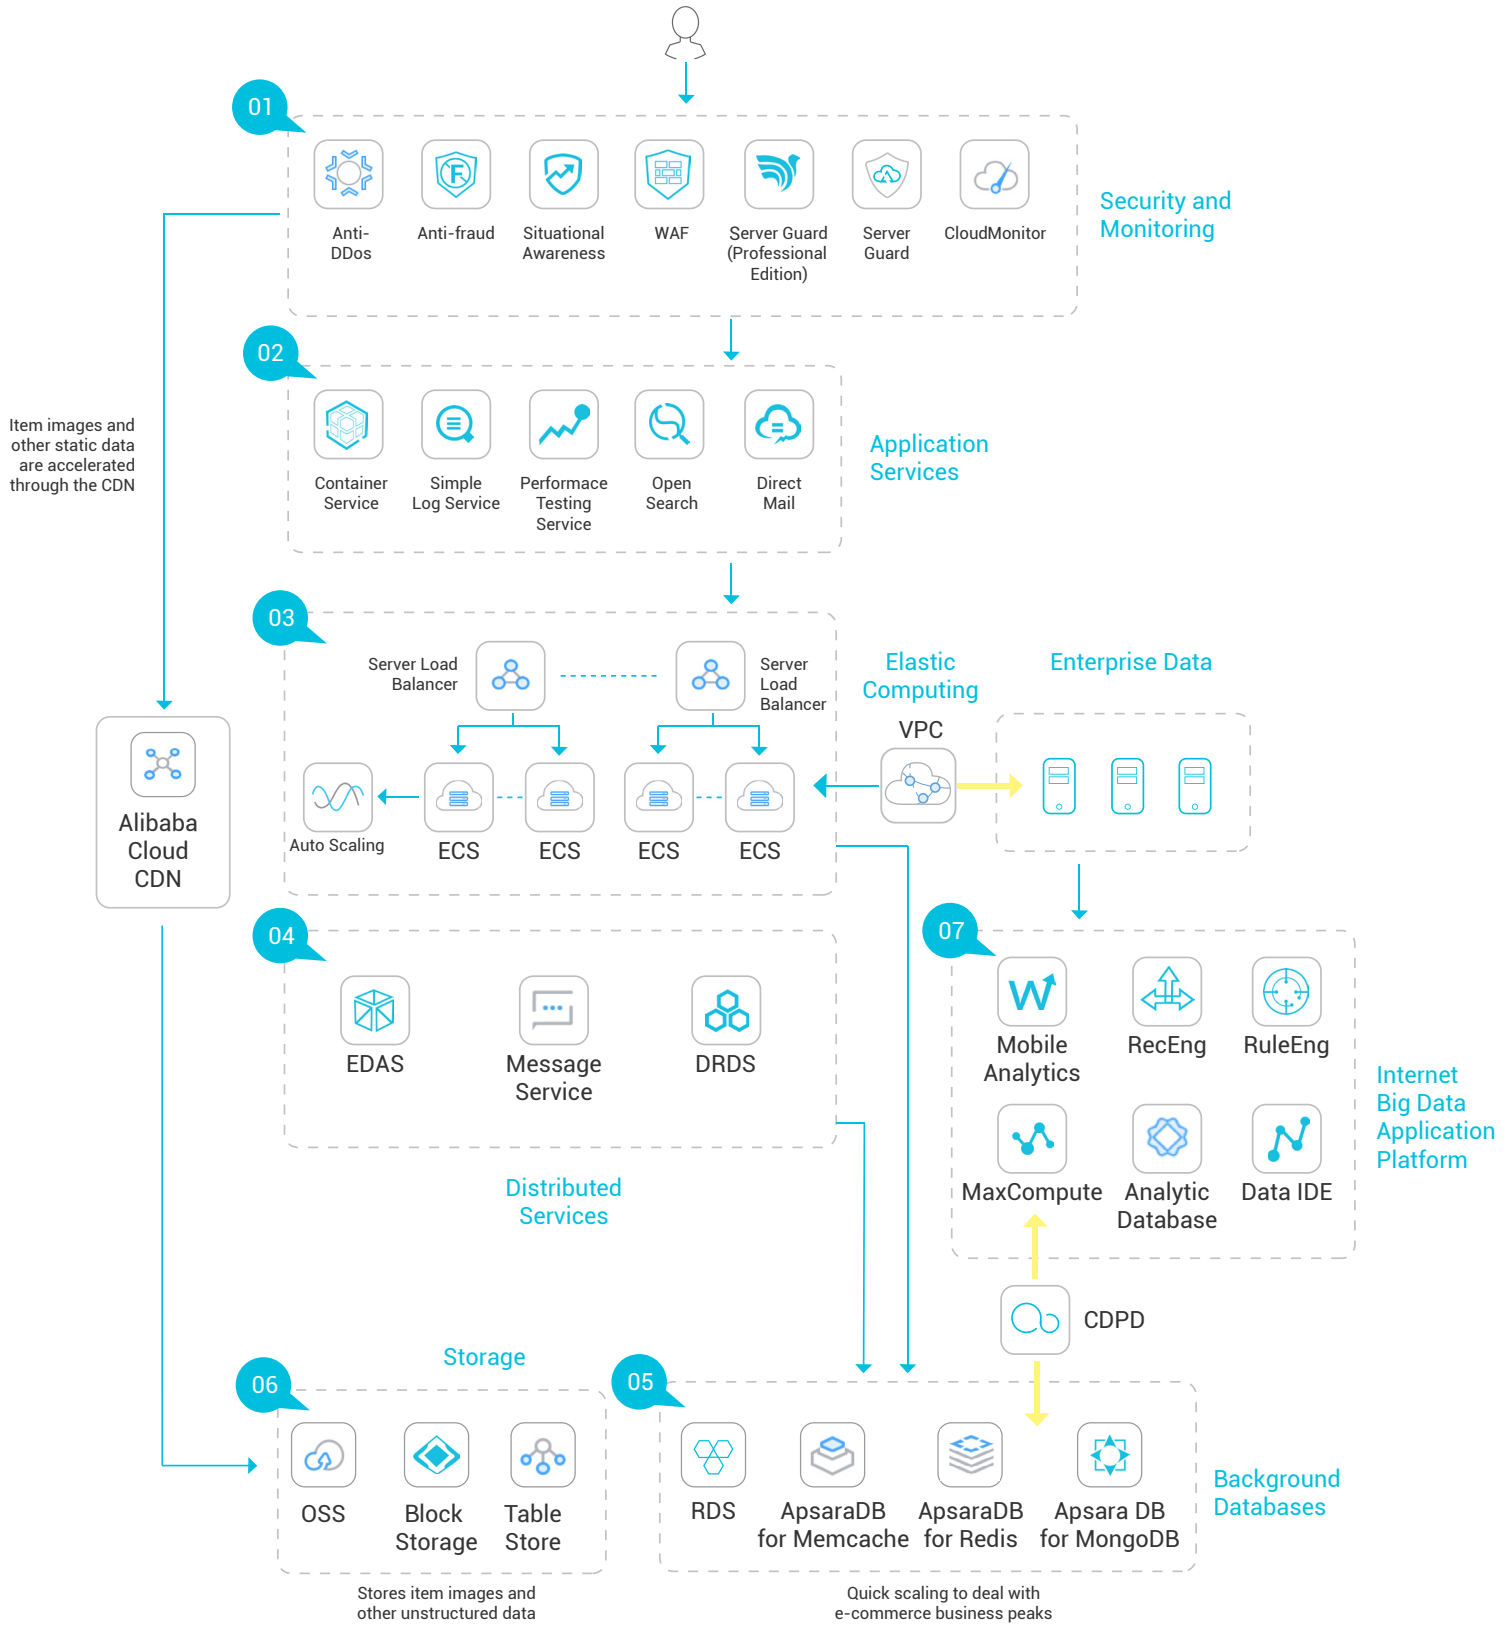 01
Anti-
DDos
Anti-fraud
Situational
Awareness
WAF
Server Guard
(Professional
Edition)
Server
Guard
CloudMonitor
Security and
Monitoring
02
Container
Service
Simple
Log Service
Performace
Testing
Service
Open
Search
Direct
Mail
Application
Services
Item images and
other static data
are accelerated
through the CDN
03
Server Load
Balancer
Server
Load
Balancer
Auto Scaling
ECS
ECS
ECS
ECS
Elastic
Computing
VPC
Enterprise Data
Alibaba
Cloud
CDN
04
EDAS
Message
Service
DRDS
Distributed
Services
07
Mobile
Analytics
RecEng
RuleEng
MaxCompute
Analytic
Database
Data IDE
Internet
Big Data
Application
Platform
CDPD
Storage
06
OSS
Block
Storage
Table
Store
Stores item images and
other unstructured data
05
RDS
ApsaraDB
for Memcache
ApsaraDB
for Redis
Apsara DB
for MongoDB
Background
Databases
Quick scaling to deal with
e-commerce business peaks